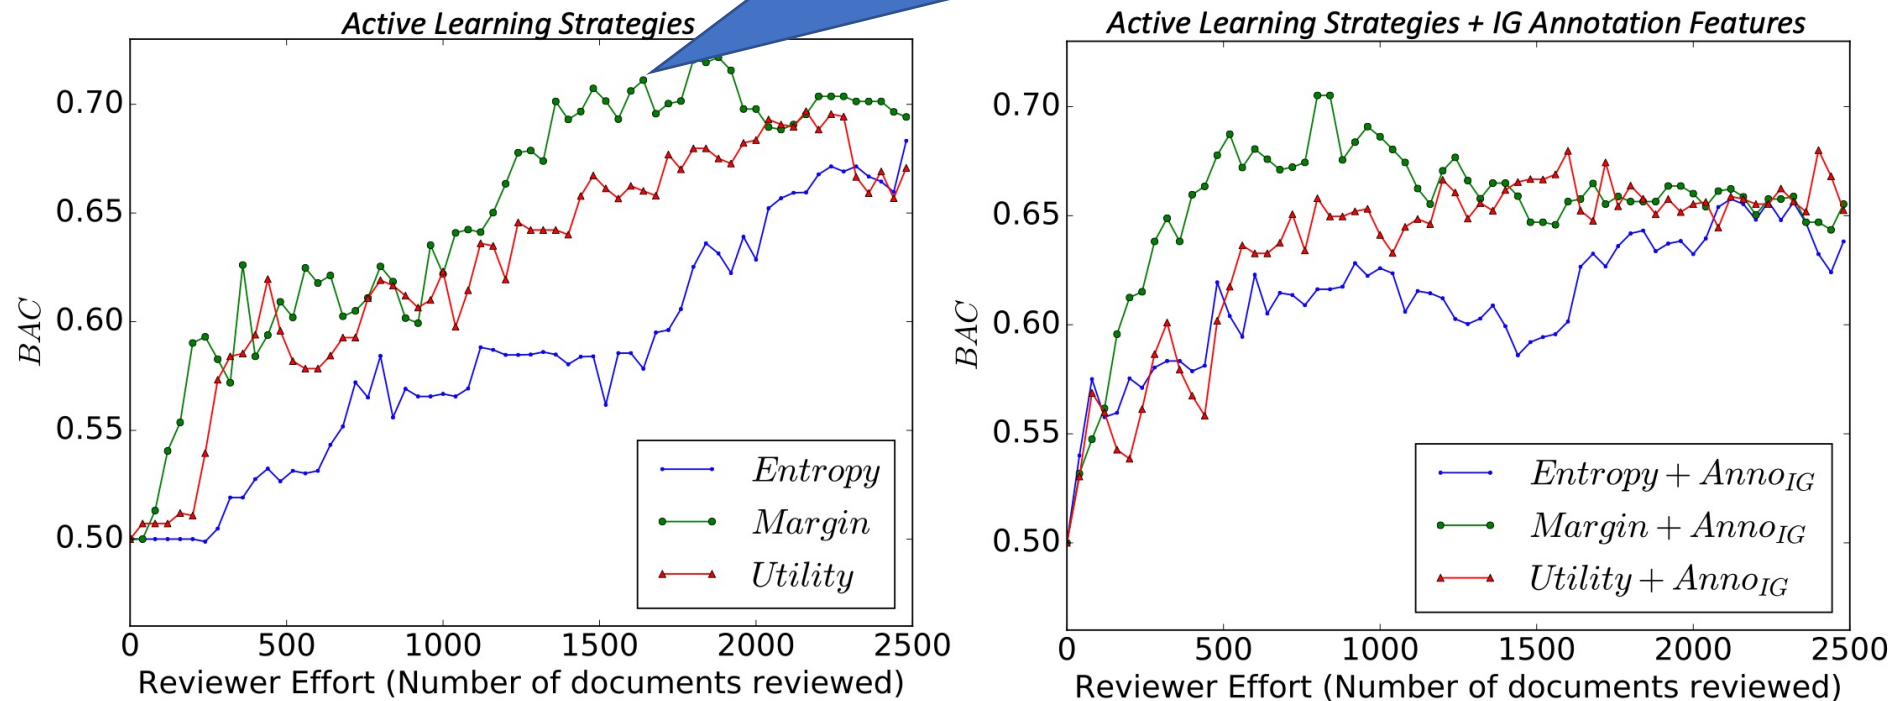 Active Learning Strategies
BAC
0.70
0.65
0.60
0.55
0.50
0 500 1000 1500 2000 2500
Reviewer Effort (Number of documents reviewed)
Entropy
Margin
Utility
Active Learning Strategies + IG Annotation Features
BAC
0.70
0.65
0.60
0.55
0.50
0 500 1000 1500 2000 2500
Reviewer Effort (Number of documents reviewed)
Entropy + Anno_IG
Margin + Anno_IG
Utility + Anno_IG